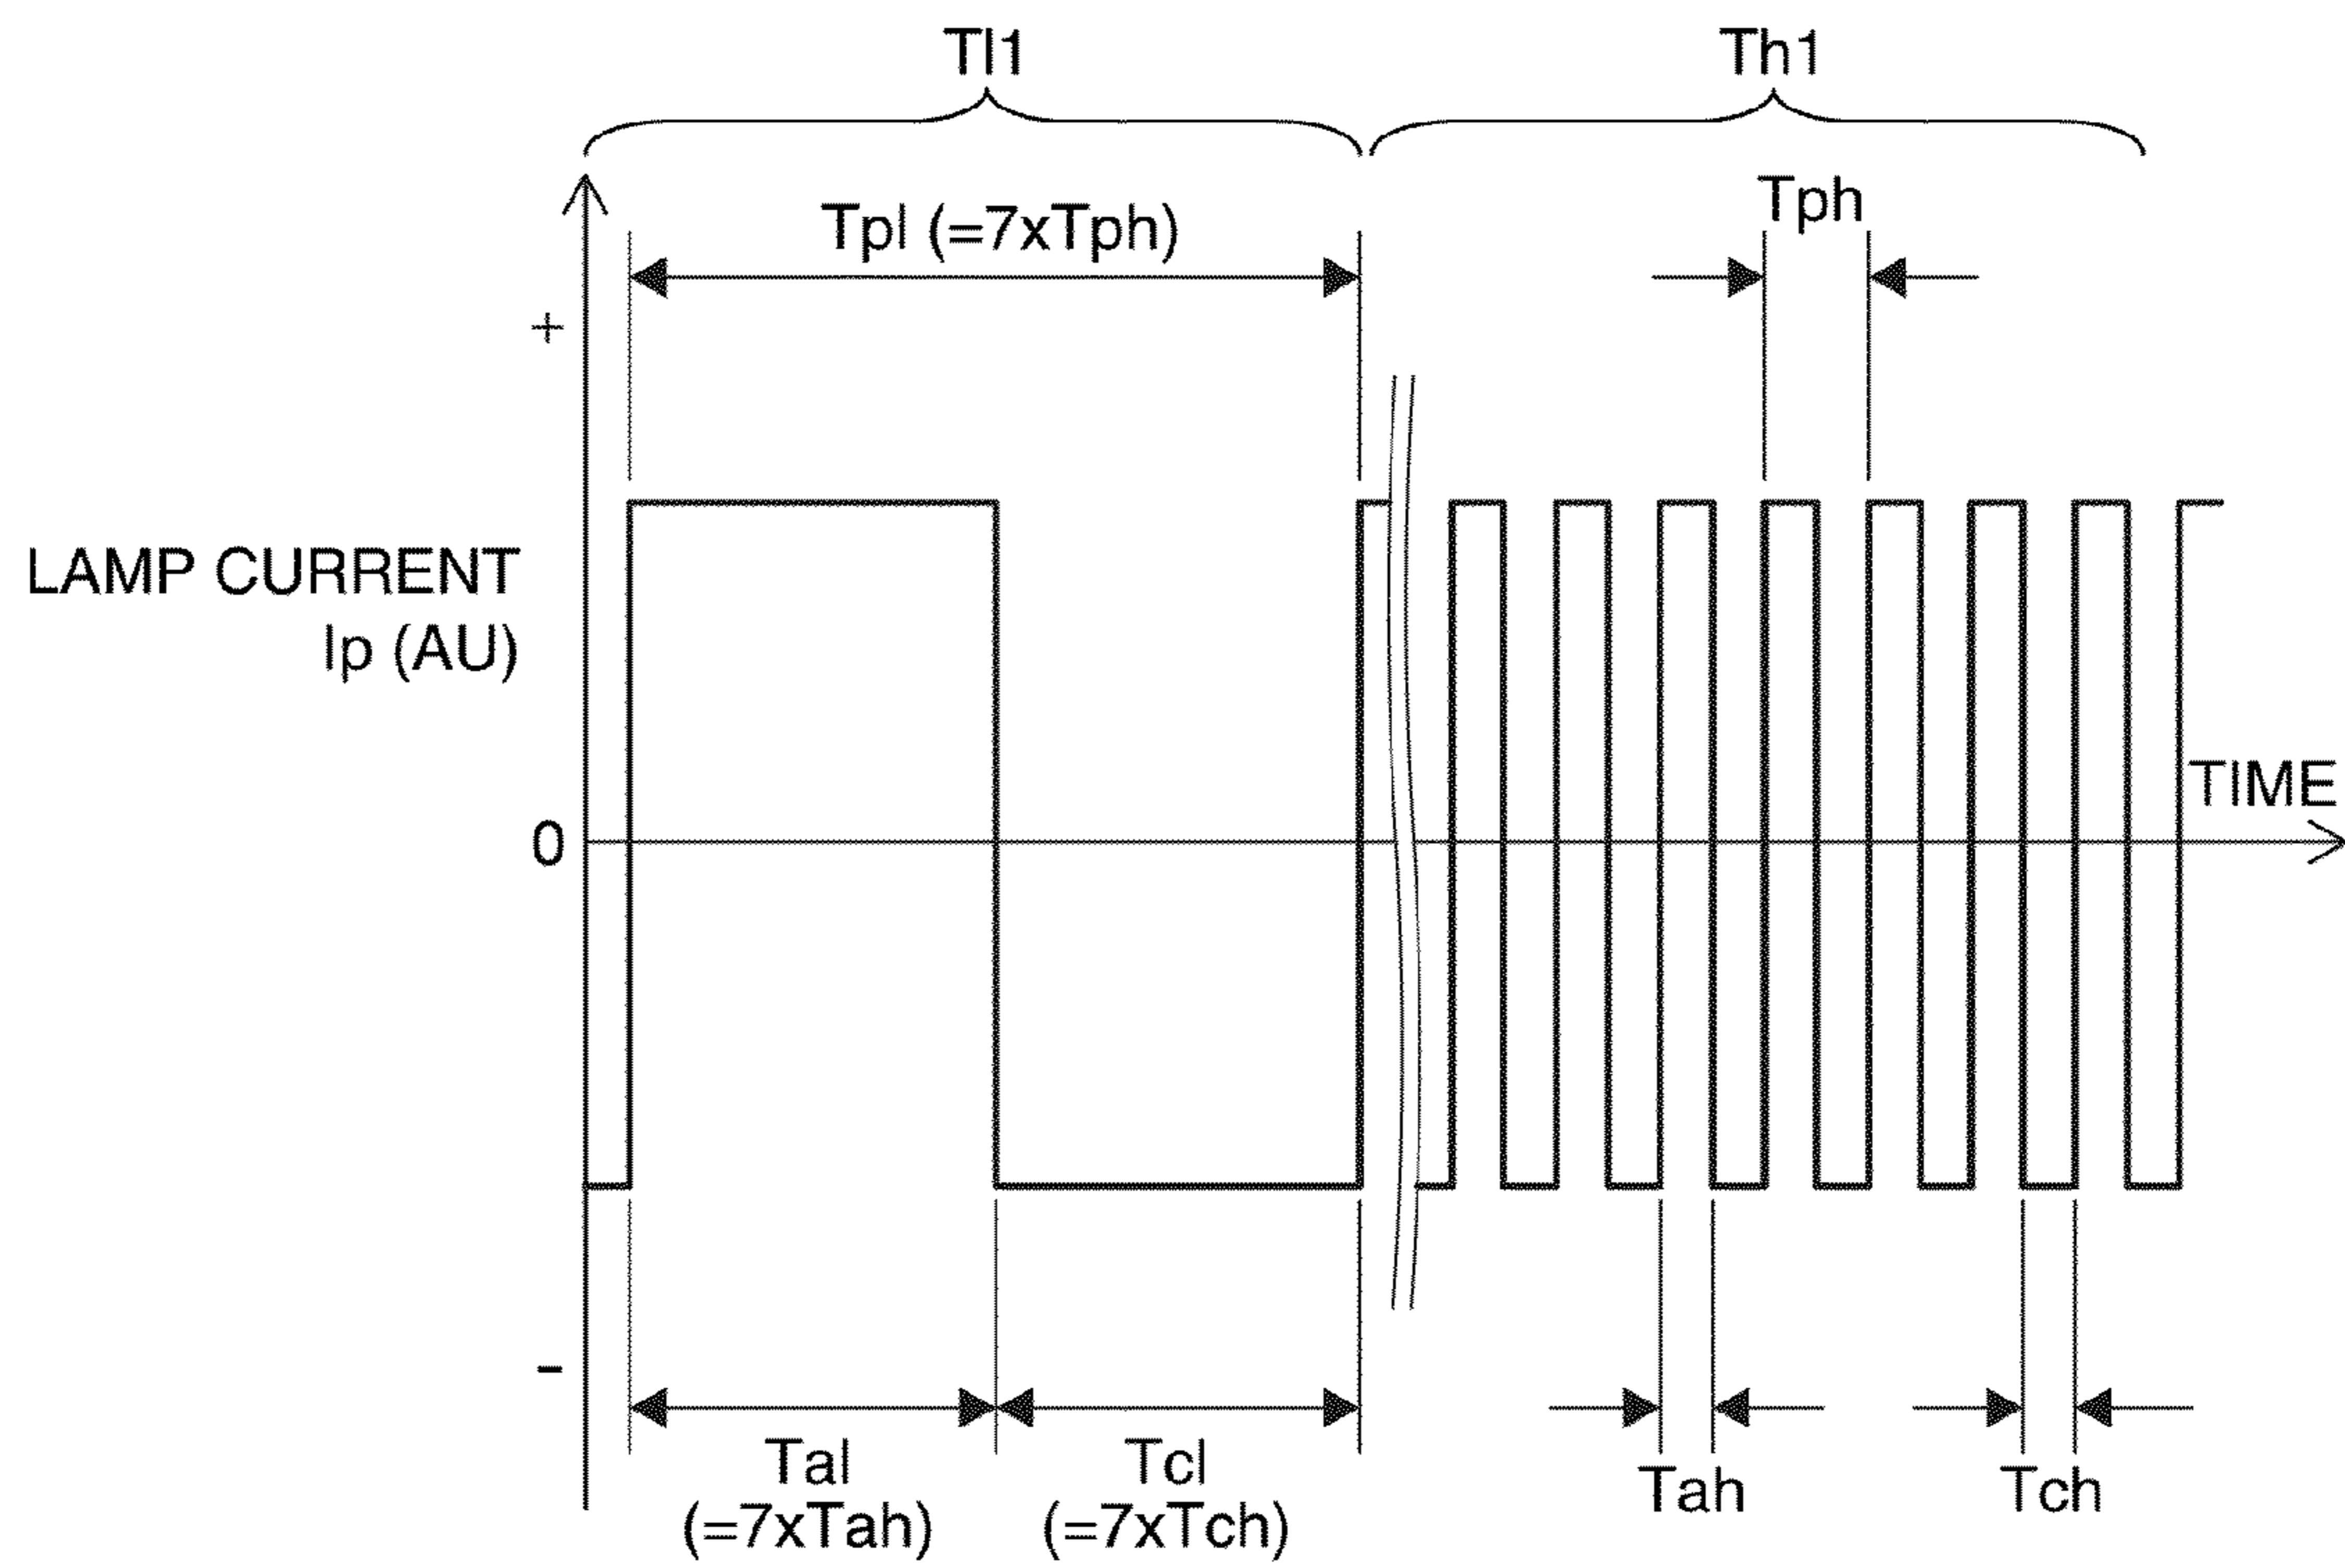 Tl1
Th1
Tpl (=7xTph)
Tph
+
LAMP CURRENT
Ip (AU)
TIME
0
-
Tal
(=7xTah)
Tcl
(=7xTch)
Tah
Tch